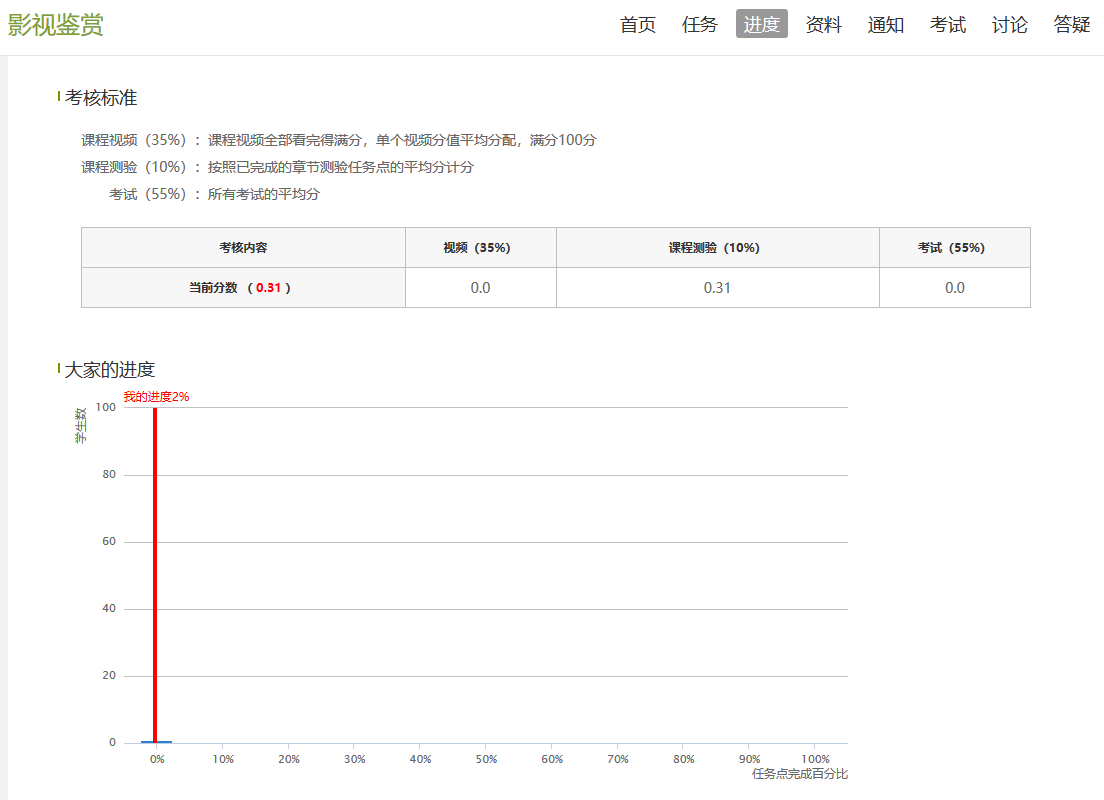 影视鉴赏
首页 任务 进度 资料 通知 考试 讨论 答疑
考核标准
课程视频（35%）：课程视频全部看完得满分，单个视频分值平均分配，满分100分
课程测验（10%）：按照已完成的章节测验任务点的平均分计分
考试（55%）：所有考试的平均分
考核内容 视频（35%） 课程测验（10%） 考试（55%）
当前分数 （ 0.31 ） 0.0 0.31 0.0
大家的进度
我的进度2%
学生数
100
80
60
40
20
0
0% 10% 20% 30% 40% 50% 60% 70% 80% 90% 100%
任务点完成百分比